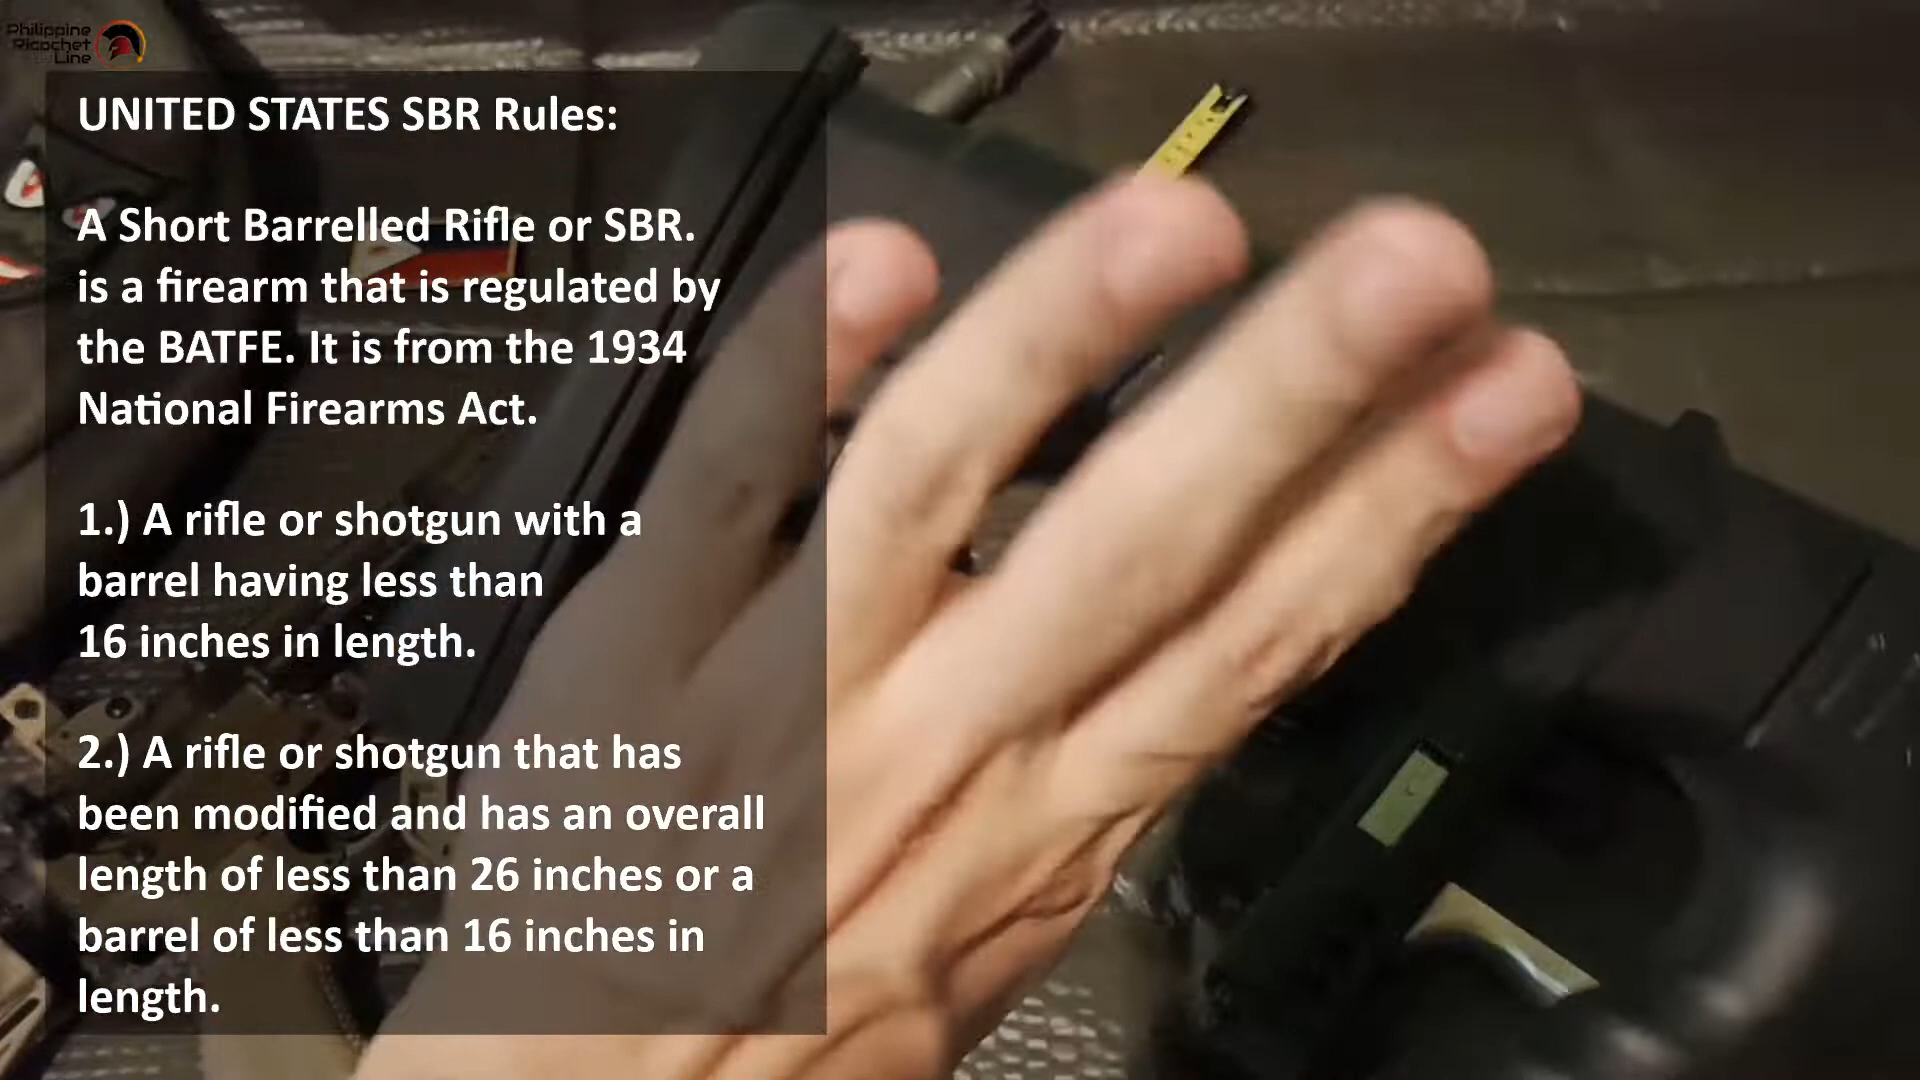 Philippine
Ricochet
Line
UNITED STATES SBR Rules:
A Short Barrelled Rifle or SBR.
is a firearm that is regulated by
the BATFE. It is from the 1934
National Firearms Act.
1.) A rifle or shotgun with a
barrel having less than
16 inches in length.
2.) A rifle or shotgun that has
been modified and has an overall
length of less than 26 inches or a
barrel of less than 16 inches in
length.